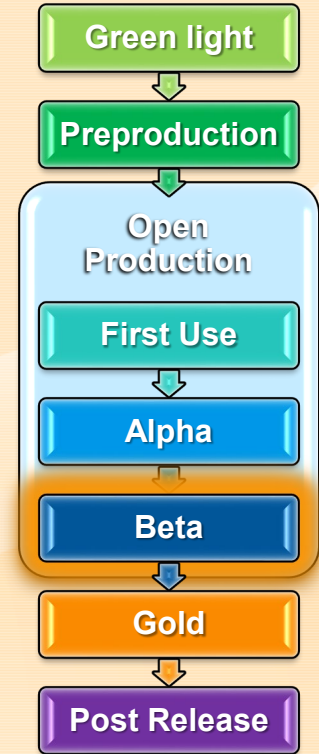 Green light
Preproduction
Open
Production
First Use
Alpha
Beta
Gold
Post Release